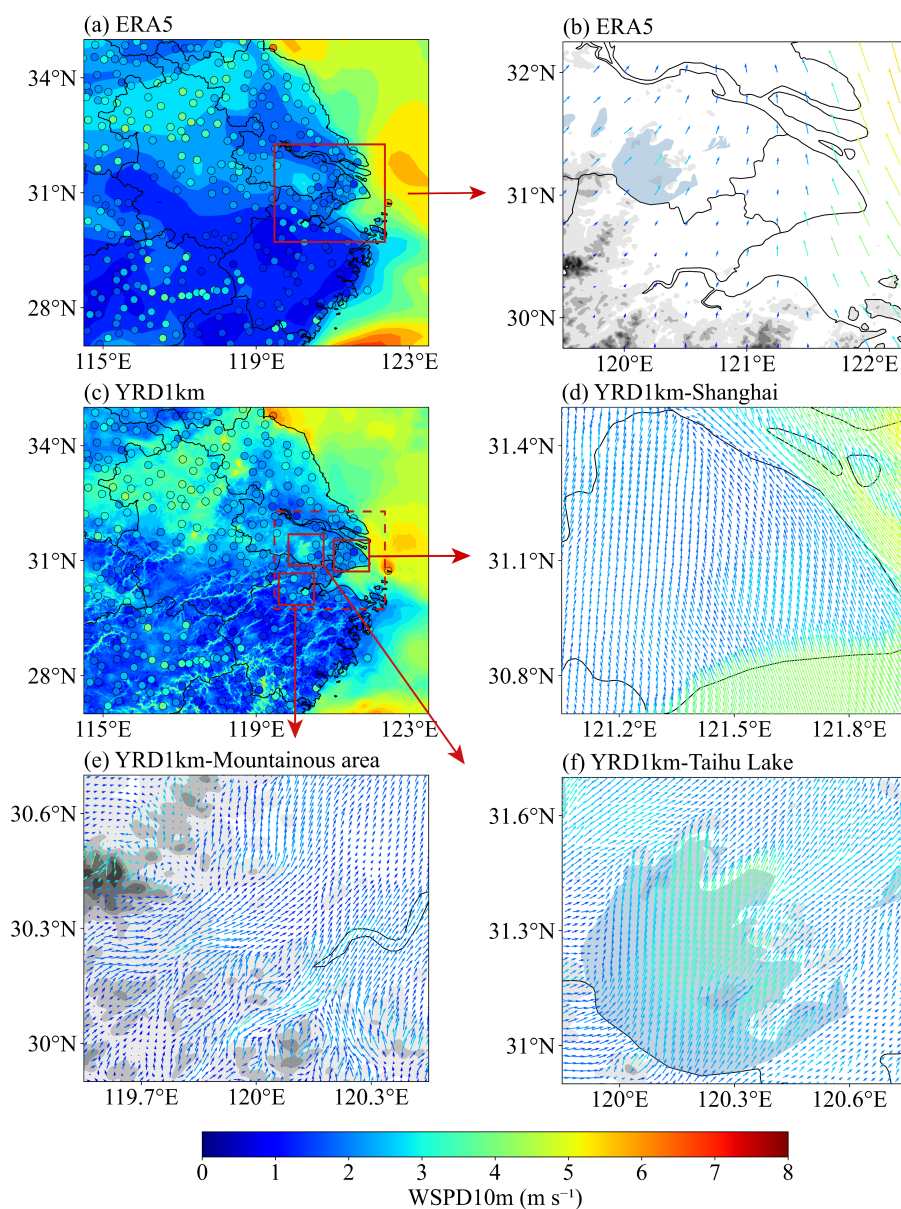 (a) ERA5
(b) ERA5
34°N
31°N
28°N
115°E 119°E 123°E
32°N
31°N
30°N
120°E 121°E 122°E
(c) YRD1km
(d) YRD1km-Shanghai
34°N
31°N
28°N
115°E 119°E 123°E
31.4°N
31.1°N
30.8°N
121.2°E 121.5°E 121.8°E
(e) YRD1km-Mountainous area
(f) YRD1km-Taihu Lake
30.6°N
30.3°N
30°N
119.7°E 120°E 120.3°E
31.6°N
31.3°N
31°N
120°E 120.3°E 120.6°E
0 1 2 3 4 5 6 7 8
WSPD10m (m s⁻¹)